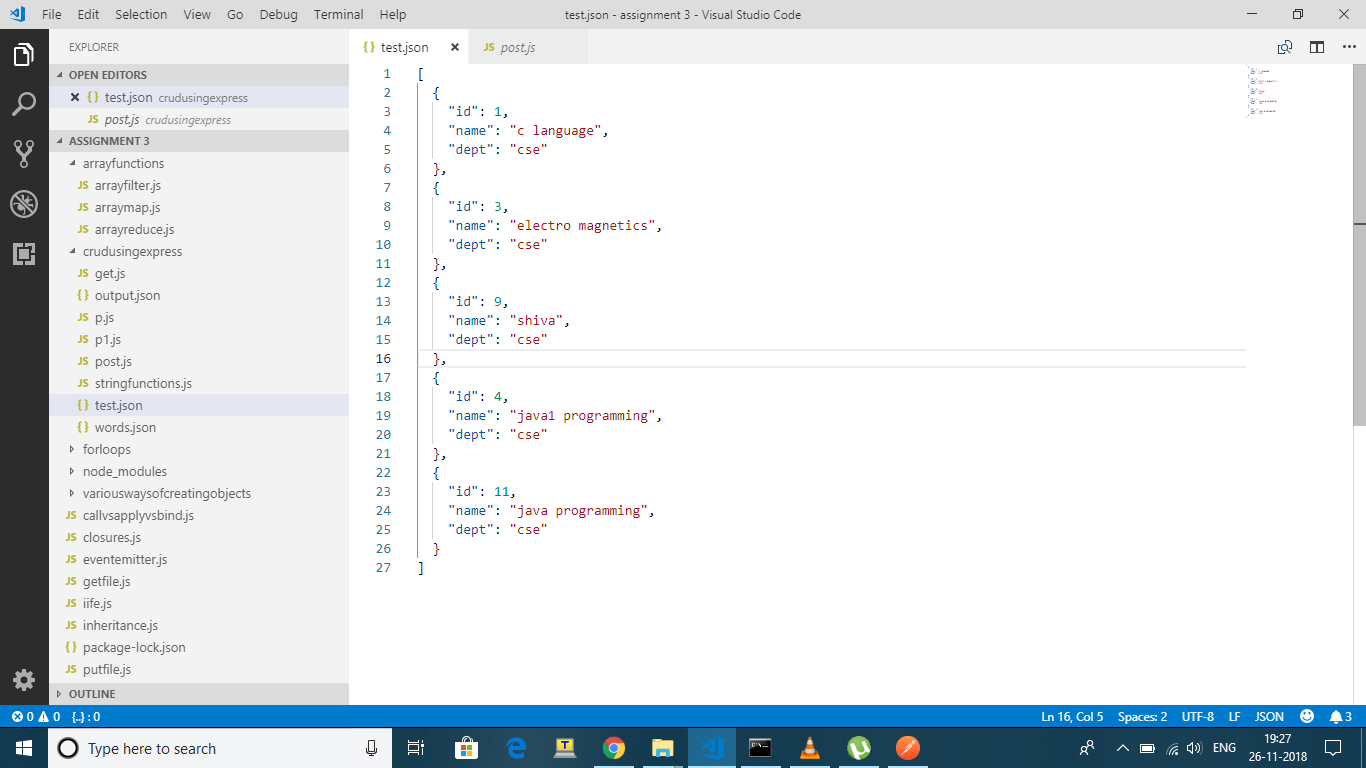 File Edit Selection View Go Debug Terminal Help test.json - assignment 3 - Visual Studio Code
EXPLORER
OPEN EDITORS
test.json crudusingexpress
JS post.js crudusingexpress
ASSIGNMENT 3
arrayfunctions
JS arrayfilter.js
JS arraymap.js
JS arrayreduce.js
crudusingexpress
JS get.js
{} output.json
JS p.js
JS p1.js
JS post.js
JS stringfunctions.js
{} test.json
{} words.json
forloops
node_modules
variouswaysofcreatingobjects
JS callvsapplyvsbind.js
JS closures.js
JS eventemitter.js
JS getfile.js
JS iife.js
JS inheritance.js
{} package-lock.json
JS putfile.js
OUTLINE
{} test.json JS post.js
1 [
2 {
3 "id": 1,
4 "name": "c language",
5 "dept": "cse"
6 },
7 {
8 "id": 3,
9 "name": "electro magnetics",
10 "dept": "cse"
11 },
12 {
13 "id": 9,
14 "name": "shiva",
15 "dept": "cse"
16 },
17 {
18 "id": 4,
19 "name": "java1 programming",
20 "dept": "cse"
21 },
22 {
23 "id": 11,
24 "name": "java programming",
25 "dept": "cse"
26 }
27 ]
0 0 {..} : 0 Ln 16, Col 5 Spaces: 2 UTF-8 LF JSON 3
Type here to search ENG 19:27
26-11-2018